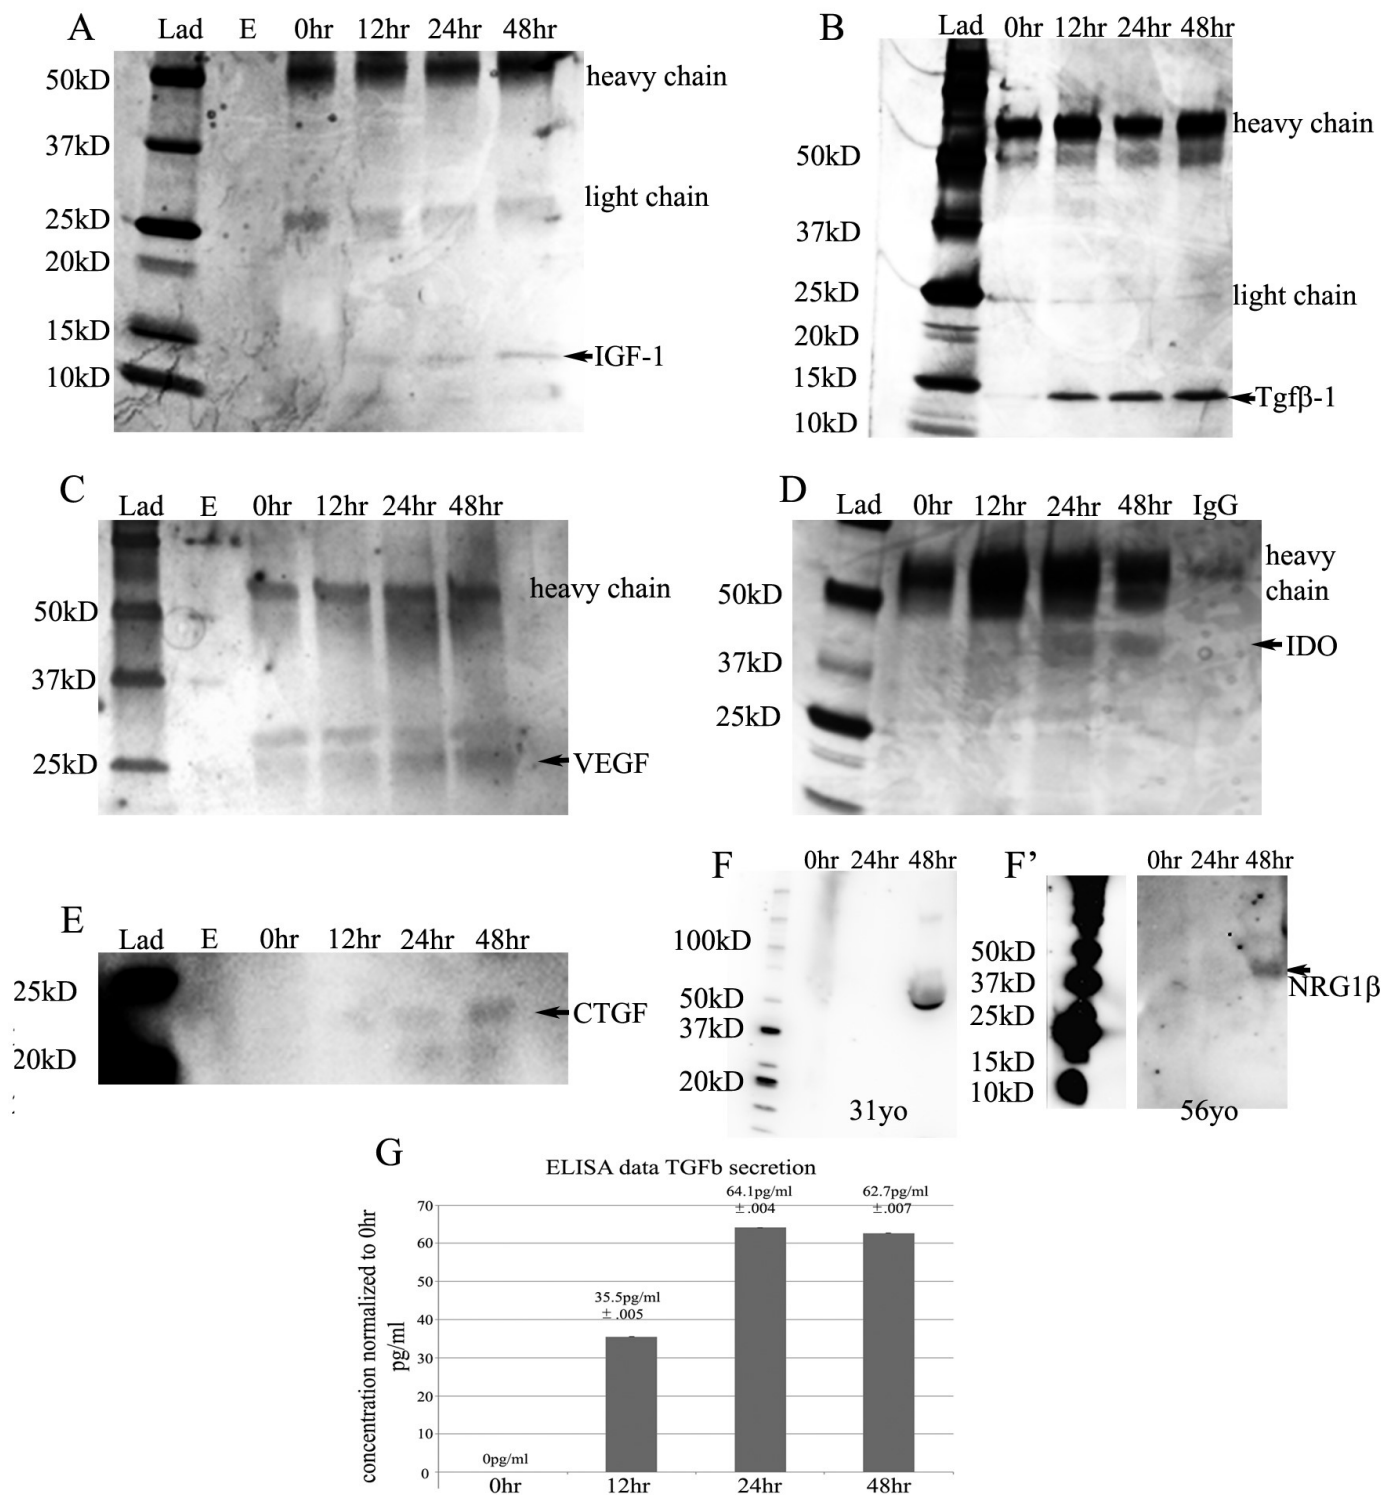 A
Lad E 0hr 12hr 24hr 48hr
50kD
37kD
25kD
20kD
15kD
10kD
heavy chain
light chain
IGF-1
B
Lad 0hr 12hr 24hr 48hr
50kD
37kD
25kD
20kD
15kD
10kD
heavy chain
light chain
Tgfβ-1
C
Lad E 0hr 12hr 24hr 48hr
50kD
37kD
25kD
heavy chain
VEGF
D
Lad 0hr 12hr 24hr 48hr IgG
50kD
37kD
25kD
heavy
chain
IDO
E
Lad E 0hr 12hr 24hr 48hr
25kD
20kD
CTGF
F
0hr 24hr 48hr
100kD
50kD
37kD
20kD
31yo
F’
0hr 24hr 48hr
50kD
37kD
25kD
15kD
10kD
NRG1β
56yo
G
ELISA data TGFb secretion
concentration normalized to 0hr
pg/ml
70
60
50
40
30
20
10
0
0pg/ml
35.5pg/ml
± .005
64.1pg/ml
±.004
62.7pg/ml
±.007
0hr 12hr 24hr 48hr